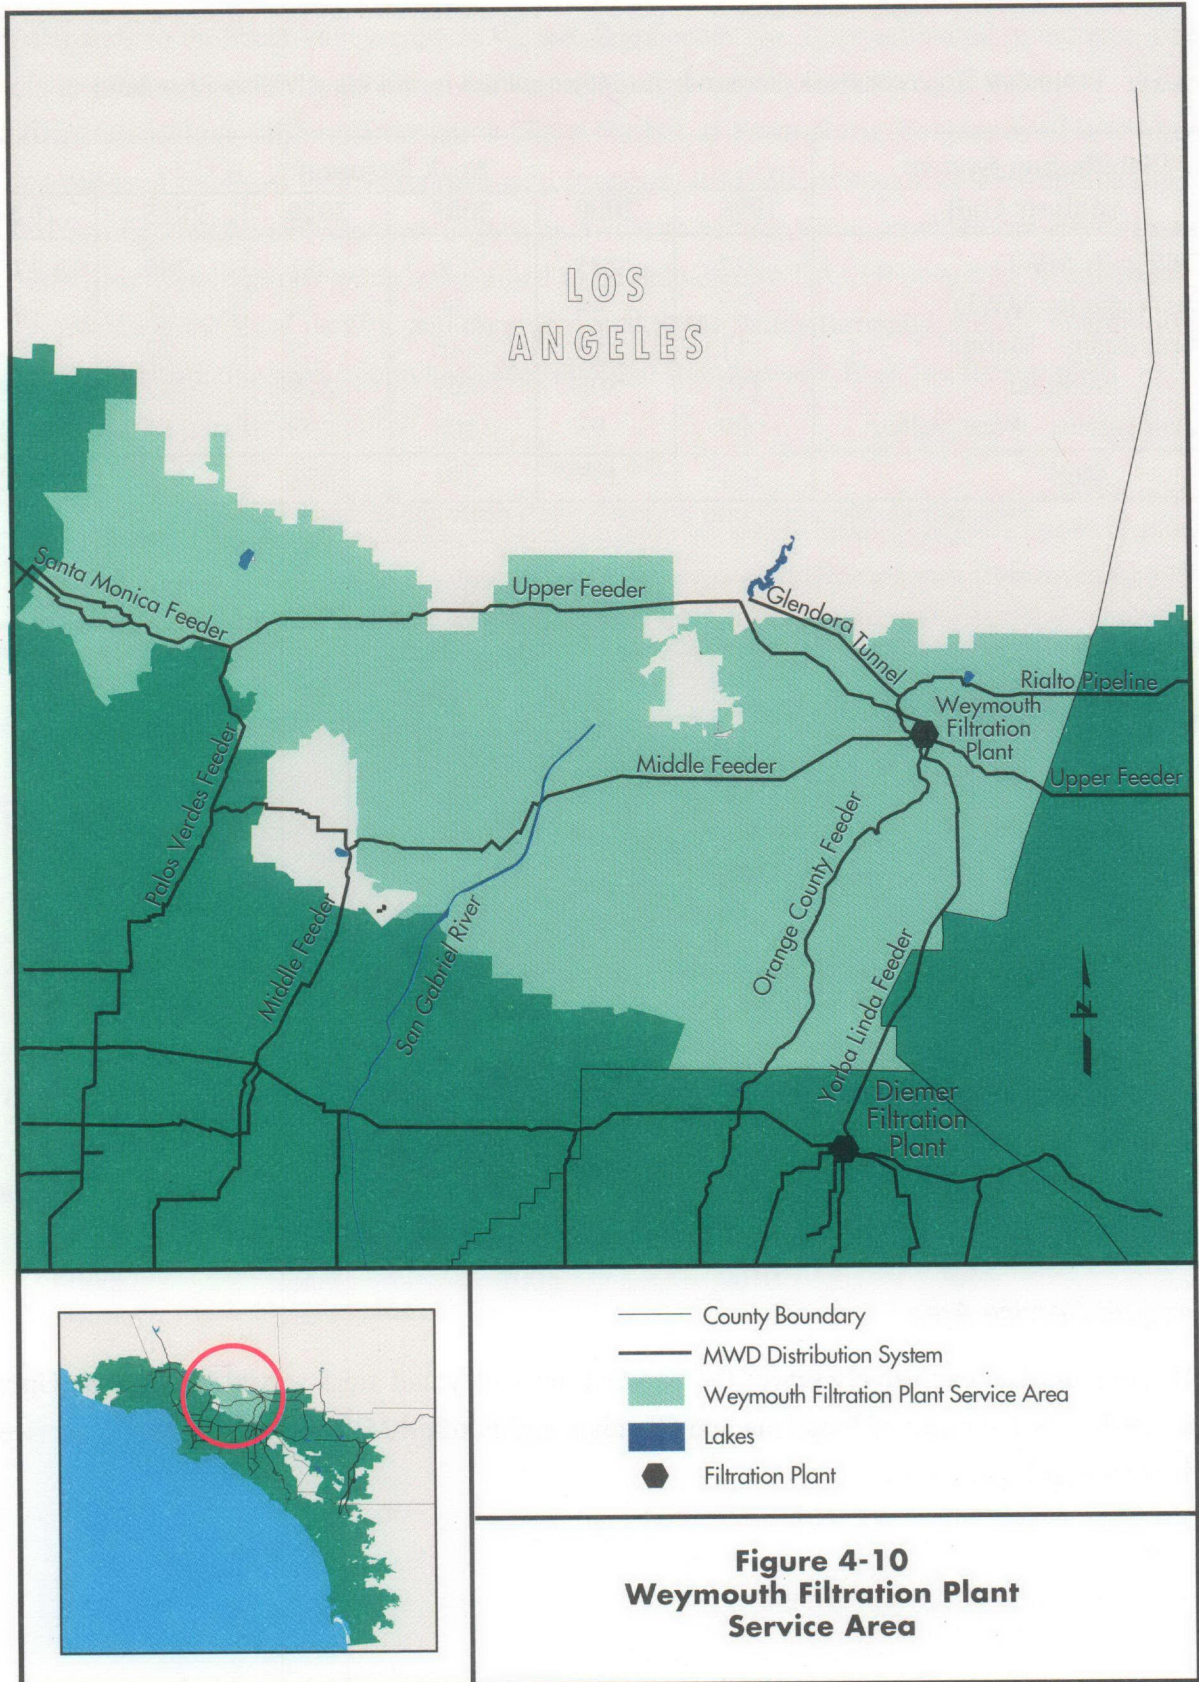 LOS
ANGELES
Santa Monica Feeder
Upper Feeder
Glendora Tunnel
Rialto Pipeline
Weymouth
Filtration
Plant
Middle Feeder
Upper Feeder
Palos Verdes Feeder
Orange County Feeder
Middle Feeder
San Gabriel River
Yorba Linda Feeder
Z
Diemer
Filtration
Plant
County Boundary
MWD Distribution System
Weymouth Filtration Plant Service Area
Lakes
Filtration Plant
Figure 4-10
Weymouth Filtration Plant
Service Area